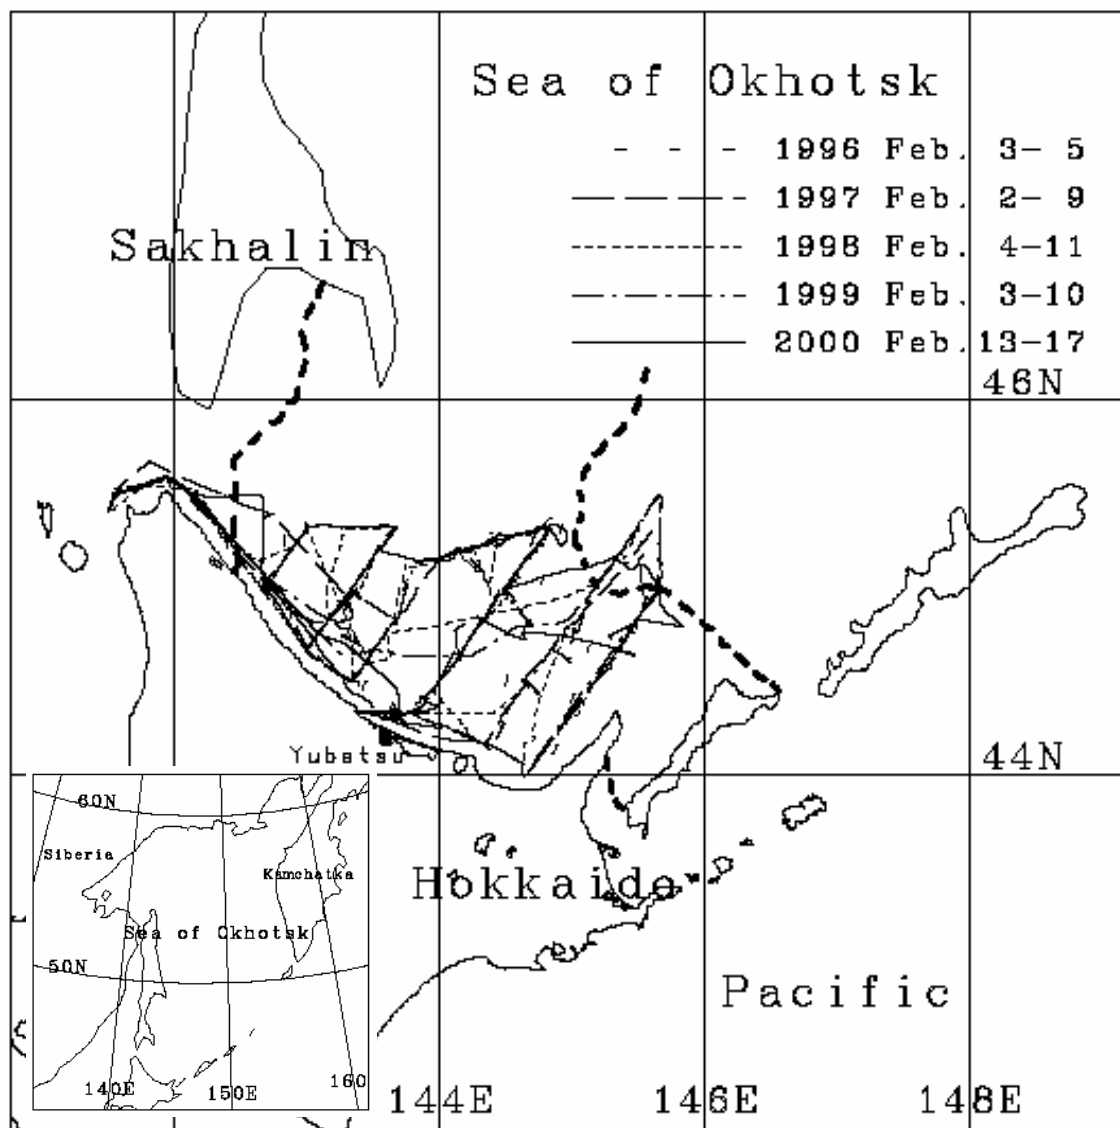 Sea of Okhotsk
1996 Feb. 3- 5
1997 Feb. 2- 9
Sakhalin
1998 Feb. 4-11
1999 Feb. 3-10
2000 Feb. 13-17
46N
Yubetsu
44N
60N
Siberia
Kamchatka
Hokkaido
Sea of Okhotsk
50N
Pacific
140E
150E
160
144E
146E
148E